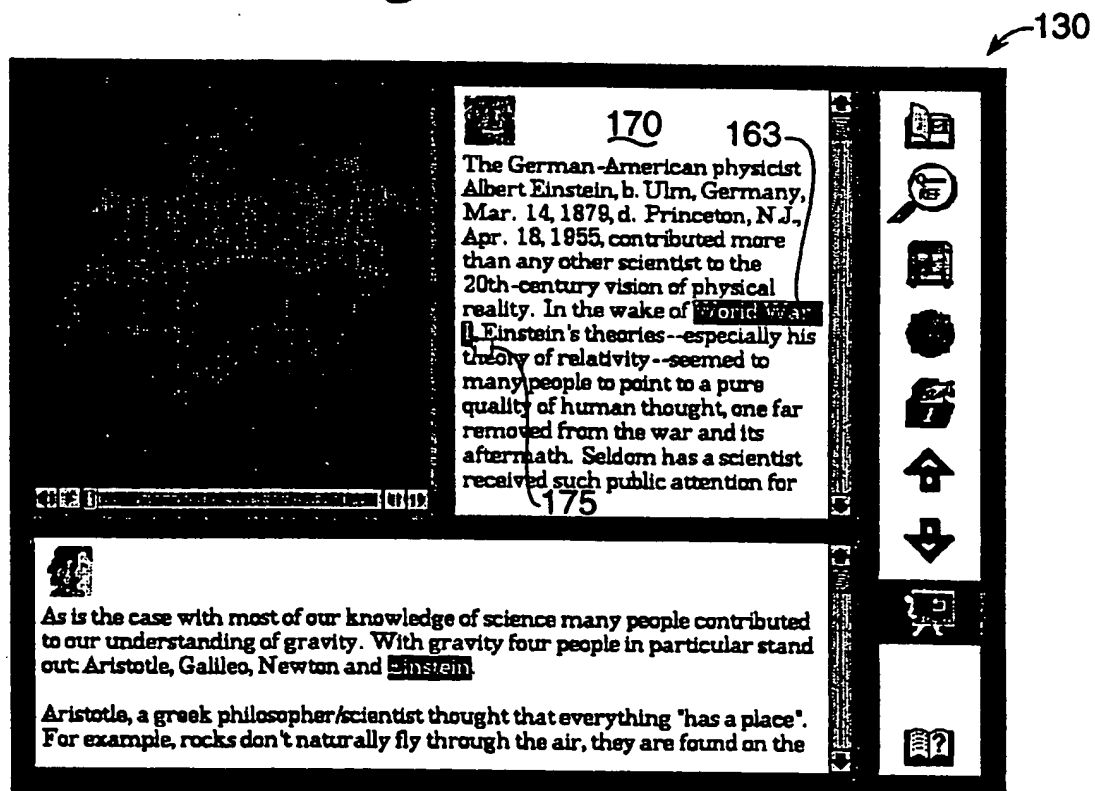 130
170
163
The German-American physicist
Albert Einstein, b. Ulm, Germany,
Mar. 14, 1879, d. Princeton, N.J.,
Apr. 18, 1955, contributed more
than any other scientist to the
20th-century vision of physical
reality. In the wake of World War
I, Einstein's theories--especially his
theory of relativity--seemed to
many people to point to a pure
quality of human thought, one far
removed from the war and its
aftermath. Seldom has a scientist
received such public attention for
175
As is the case with most of our knowledge of science many people contributed
to our understanding of gravity. With gravity four people in particular stand
out: Aristotle, Galileo, Newton and Einstein.
Aristotle, a greek philosopher/scientist thought that everything "has a place".
For example, rocks don't naturally fly through the air, they are found on the